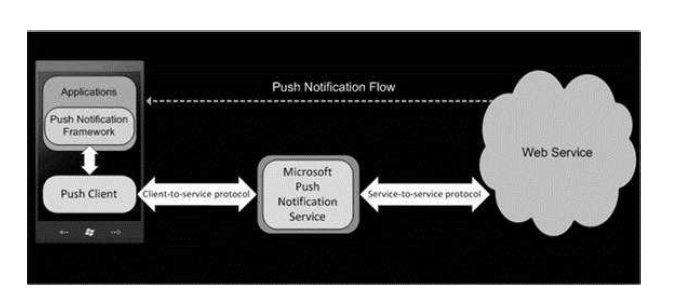 Push Notification Flow
Applications
Push Notification
Framework
Push Client
Client-to-service protocol
Microsoft
Push
Notification
Service
Service-to-service protocol
Web Service